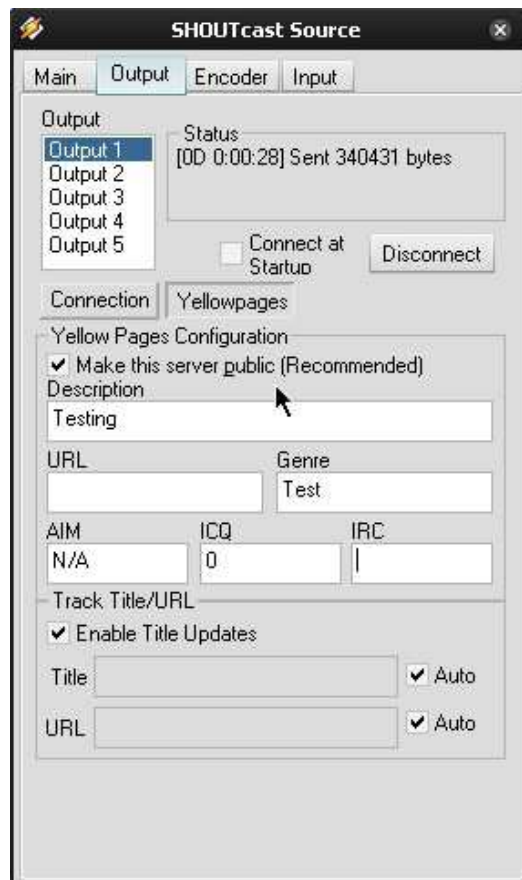 SHOUTcast Source
Main Output Encoder Input
Output
Output 1
Output 2
Output 3
Output 4
Output 5
Status
[0D 0:00:28] Sent 340431 bytes
Connect at
Startup
Disconnect
Connection Yellowpages
Yellow Pages Configuration
Make this server public (Recommended)
Description
Testing
URL Genre
Test
AIM ICQ IRC
N/A 0
Track Title/URL
Enable Title Updates
Title Auto
URL Auto